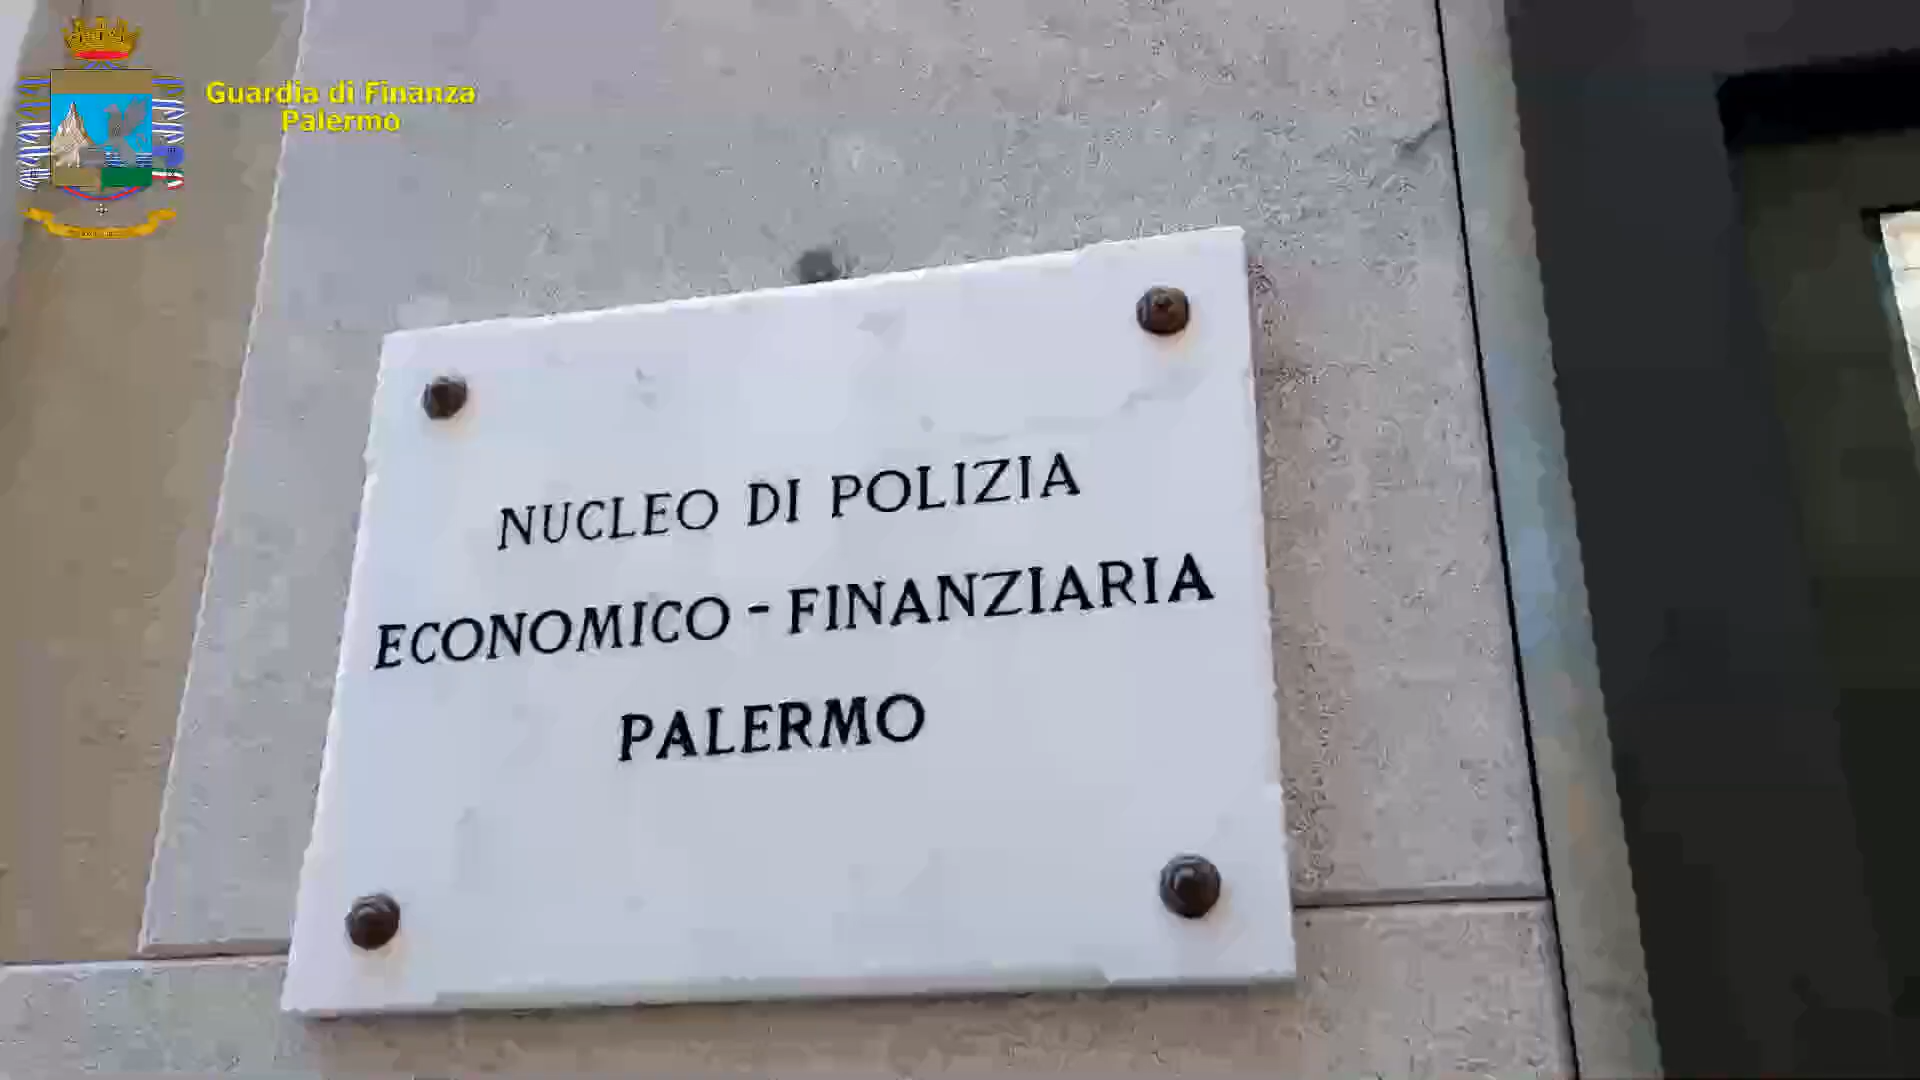 Guardia di Finanza
Palermo
NUCLEO DI POLIZIA
ECONOMICO - FINANZIARIA
PALERMO